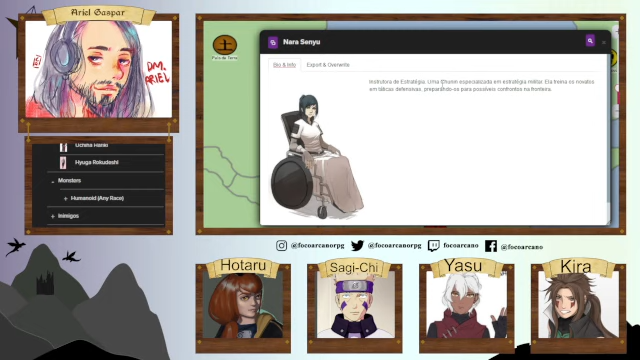 Ariel Gaspar
DM.
ARIEL
Uchiha Hanki
Hyuga Rokudeshi
- Monsters
+ Humanoid (Any Race)
+ Inimigos
Foco de Terra
Nara Senyu
Bio & Info
Export & Overwrite
Instrutora de Estratégia. Uma Chunin especializada em estratégia militar. Ela treina os novatos
em táticas defensivas, preparando-os para possíveis confrontos na fronteira.
@focoarcanorpg
@focoarcanorpg
focoarcano
@focoarcano
Hotaru
Sagi-Chi
Yasu
Kira